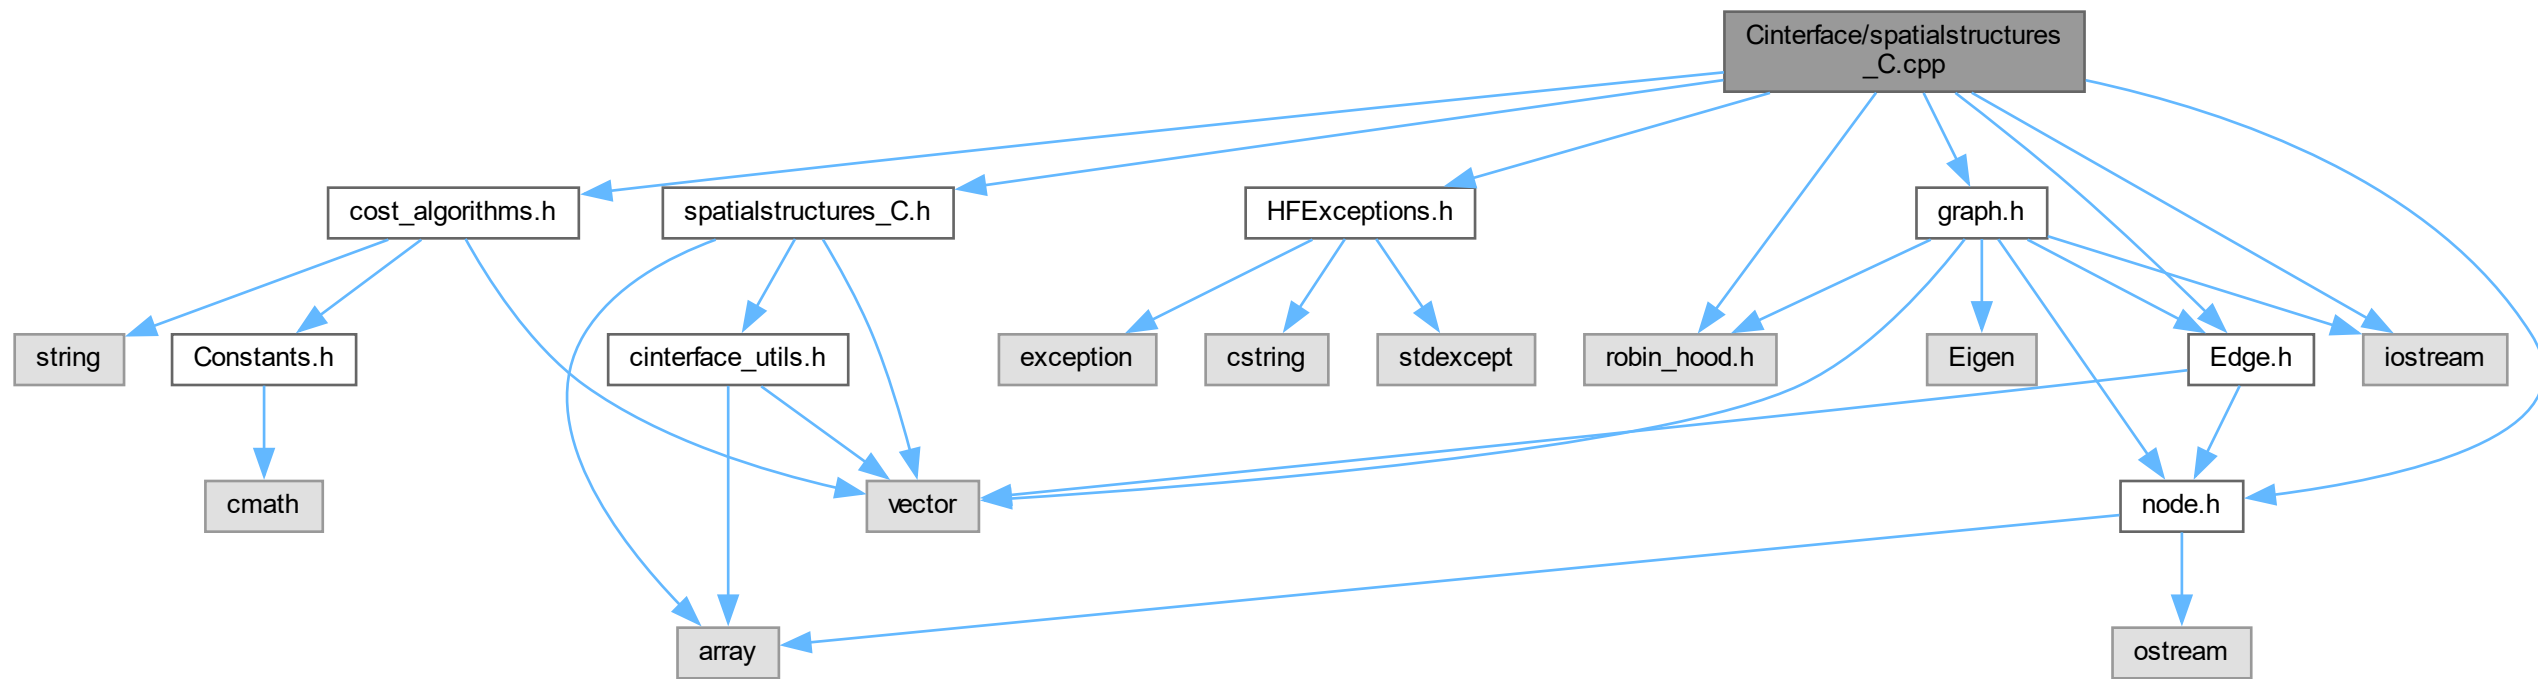 Cinterface/spatialstructures
_C.cpp
cost_algorithms.h
spatialstructures_C.h
HFExceptions.h
graph.h
string
Constants.h
cinterface_utils.h
exception
cstring
stdexcept
robin_hood.h
Eigen
Edge.h
iostream
cmath
vector
node.h
array
ostream